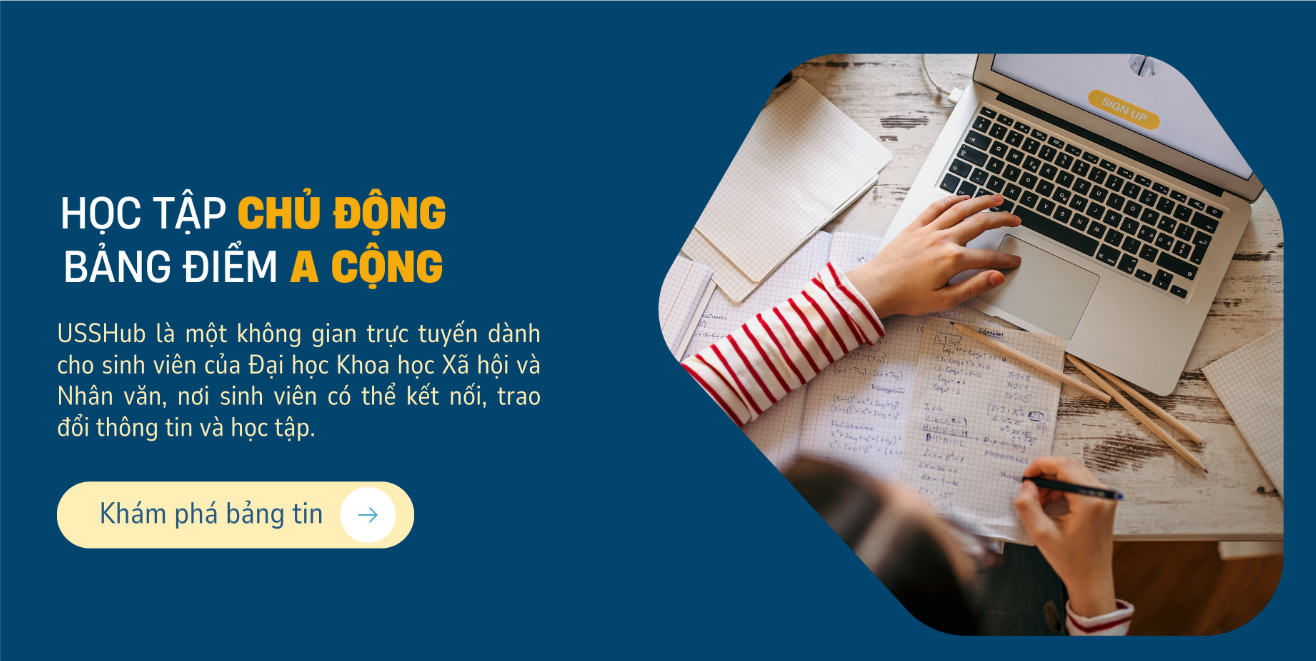 HỌC TẬP CHỦ ĐỘNG
BẢNG ĐIỂM A CỘNG
USSHub là một không gian trực tuyến dành
cho sinh viên của Đại học Khoa học Xã hội và
Nhân văn, nơi sinh viên có thể kết nối, trao
đổi thông tin và học tập.
Khám phá bảng tin
SIGN UP